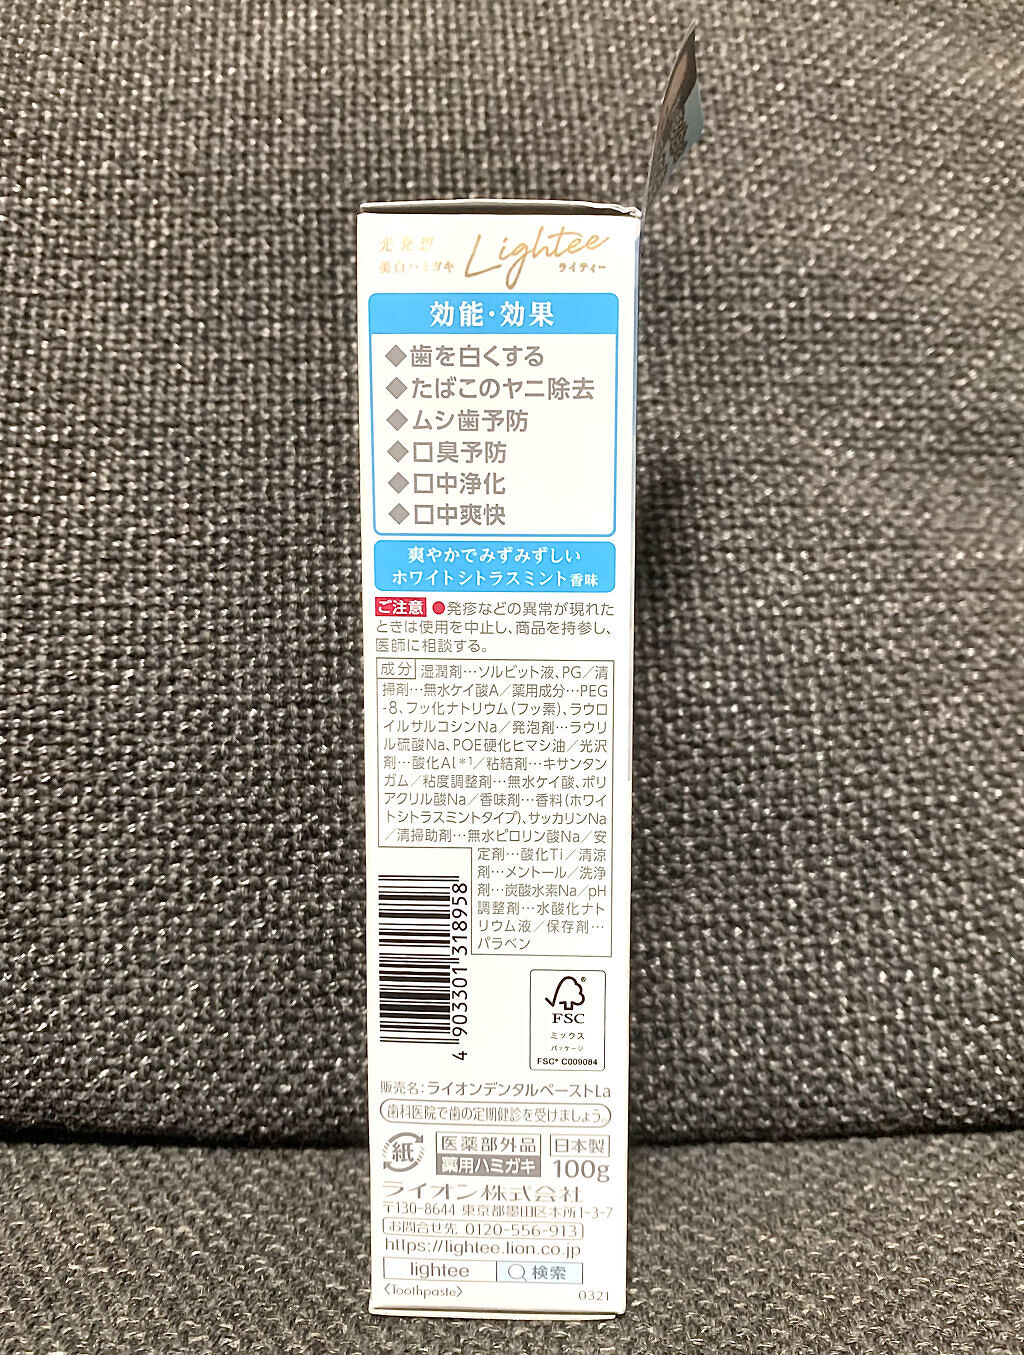 光発想
美白ハミガキ
Lightee
ライティー
効能・効果
◆歯を白くする
◆たばこのヤニ除去
◆ムシ歯予防
◆口臭予防
◆口中浄化
◆口中爽快
爽やかでみずみずしい
ホワイトシトラスミント香味
ご注意 ●発疹などの異常が現れた
ときは使用を中止し、商品を持参し、
医師に相談する。
成分 湿潤剤…ソルビット液、PG/清
掃剤…無水ケイ酸A/薬用成分…PEG
-8、フッ化ナトリウム(フッ素)、ラウロ
イルサルコシンNa/発泡剤…ラウリ
ル硫酸Na、POE硬化ヒマシ油/光沢
剤…酸化Al*1/粘結剤…キサンタン
ガム/粘度調整剤…無水ケイ酸、ポリ
アクリル酸Na/香味剤…香料(ホワイ
トシトラスミントタイプ)、サッカリンNa
/清掃助剤…無水ピロリン酸Na/安
定剤…酸化Ti/清涼
剤…メントール/洗浄
剤…炭酸水素Na/pH
調整剤…水酸化ナト
リウム液/保存剤…
パラベン
4 903301 318958
FSC
ミックス
パッケージ
FSC® C009084
販売名:ライオンデンタルペーストLa
歯科医院で歯の定期健診を受けましょう。
紙
医薬部外品 日本製
薬用ハミガキ 100g
ライオン株式会社
〒130-8644 東京都墨田区本所1-3-7
お問合せ先 0120-556-913
https://lightee.lion.co.jp
lightee 検索
〈Toothpaste〉 0321